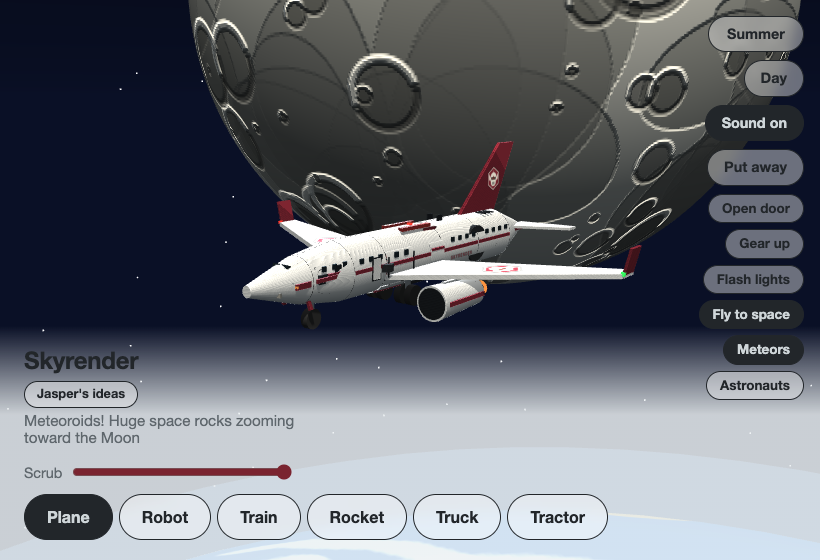 Summer
Day
Sound on
Put away
Open door
Gear up
Flash lights
Fly to space
Meteors
Astronauts
Skyrender
Jasper's ideas
Meteoroids! Huge space rocks zooming
toward the Moon
Scrub
Plane
Robot
Train
Rocket
Truck
Tractor